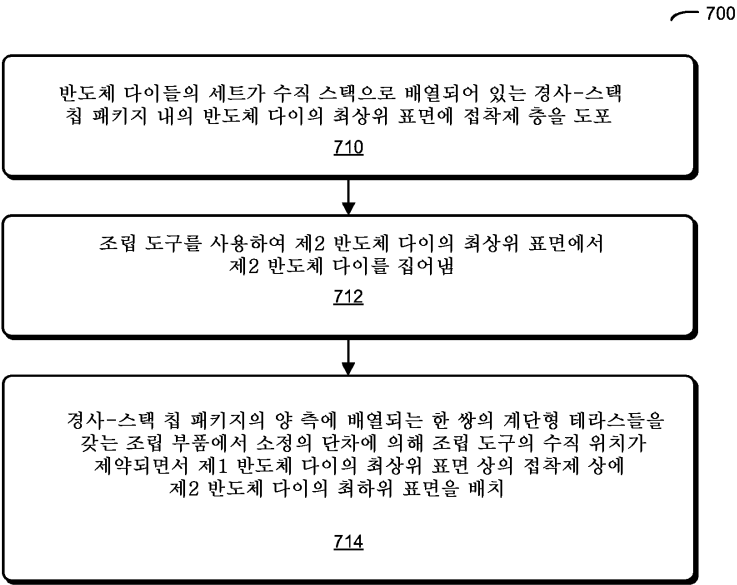 700
반도체 다이들의 세트가 수직 스택으로 배열되어 있는 경사-스택
칩 패키지 내의 반도체 다이의 최상위 표면에 접착제 층을 도포
710
조립 도구를 사용하여 제2 반도체 다이의 최상위 표면에서
제2 반도체 다이를 집어냄
712
경사-스택 칩 패키지의 양 측에 배열되는 한 쌍의 계단형 테라스들을
갖는 조립 부품에서 소정의 단차에 의해 조립 도구의 수직 위치가
제약되면서 제1 반도체 다이의 최상위 표면 상의 접착제 상에
제2 반도체 다이의 최하위 표면을 배치
714